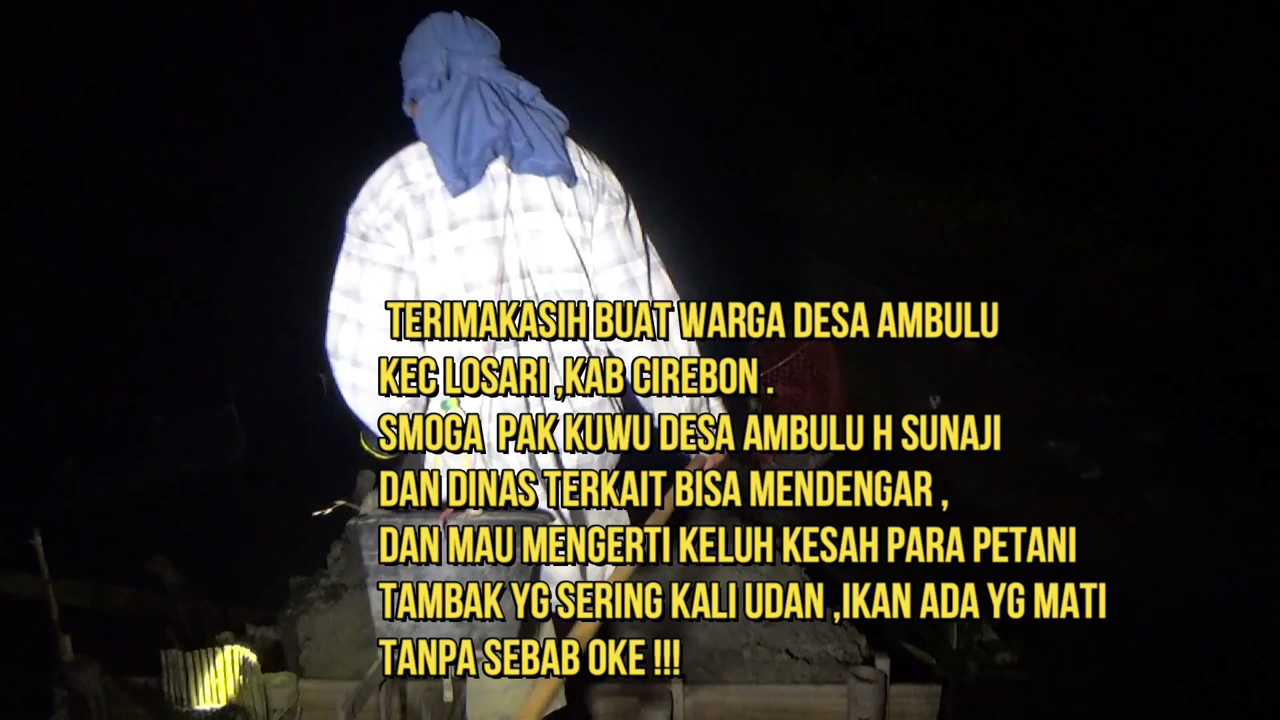 TERIMAKASIH BUAT WARGA DESA AMBULU
KEC LOSARI ,KAB CIREBON .
SMOGA PAK KUWU DESA AMBULU H SUNAJI
DAN DINAS TERKAIT BISA MENDENGAR ,
DAN MAU MENGERTI KELUH KESAH PARA PETANI
TAMBAK YG SERING KALI UDAN ,IKAN ADA YG MATI
TANPA SEBAB OKE !!!